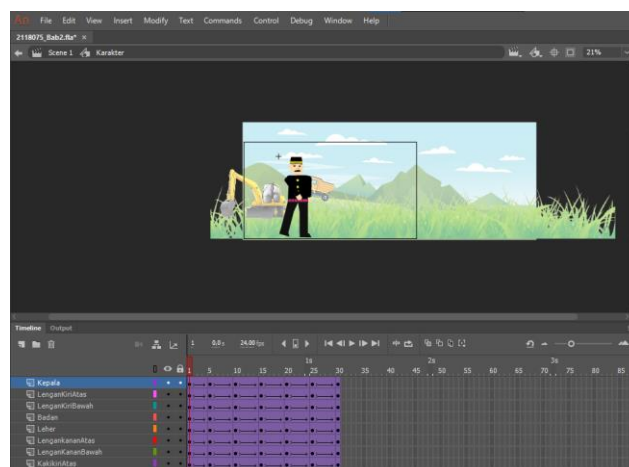 An File Edit View Insert Modify Text Commands Control Debug Window Help
2118075_Bab2.fla* ×
Scene 1 Karakter 21%
Timeline Output
1 0,0 s 24,00 fps
1s 2s 3s
1 5 10 15 20 25 30 35 40 45 50 55 60 65 70 75 80 85
Kepala
LenganKiriAtas
LenganKiriBawah
Badan
Leher
LengankananAtas
LengankananBawah
KakikiriAtas